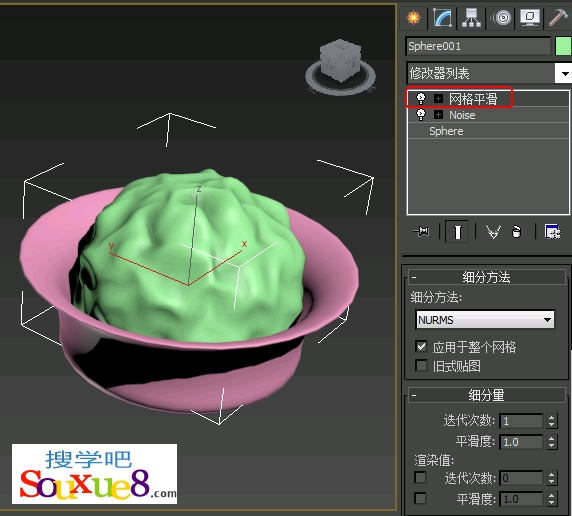 Sphere001
修改器列表
网格平滑
Noise
Sphere
z
y
x
细分方法
细分方法:
NURMS
应用于整个网格
旧式贴图
细分量
迭代次数: 1
平滑度: 1.0
渲染值:
迭代次数: 0
平滑度: 1.0
搜学吧
Souxue8.com